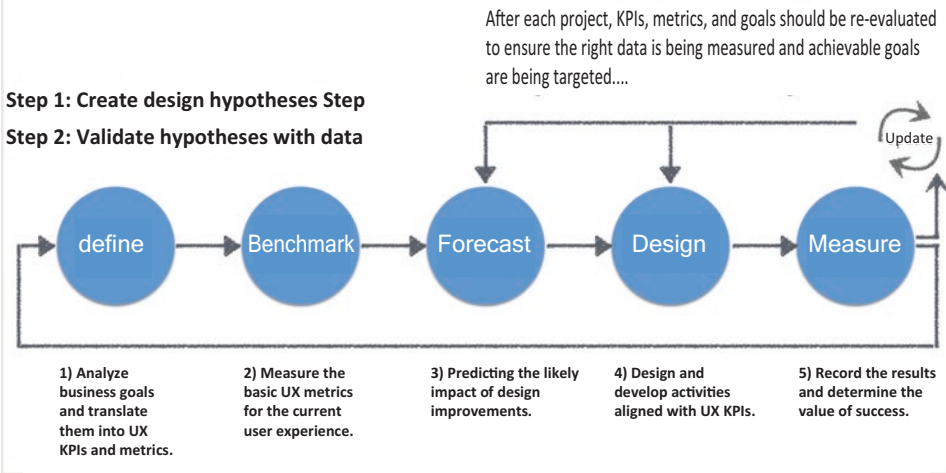 After each project, KPIs, metrics, and goals should be re-evaluated
to ensure the right data is being measured and achievable goals
are being targeted....
Step 1: Create design hypotheses Step
Step 2: Validate hypotheses with data
Update
define
Benchmark
Forecast
Design
Measure
1) Analyze
business goals
and translate
them into UX
KPIs and metrics.
2) Measure the
basic UX metrics
for the current
user experience.
3) Predicting the likely
impact of design
improvements.
4) Design and
develop activities
aligned with UX KPIs.
5) Record the results
and determine the
value of success.